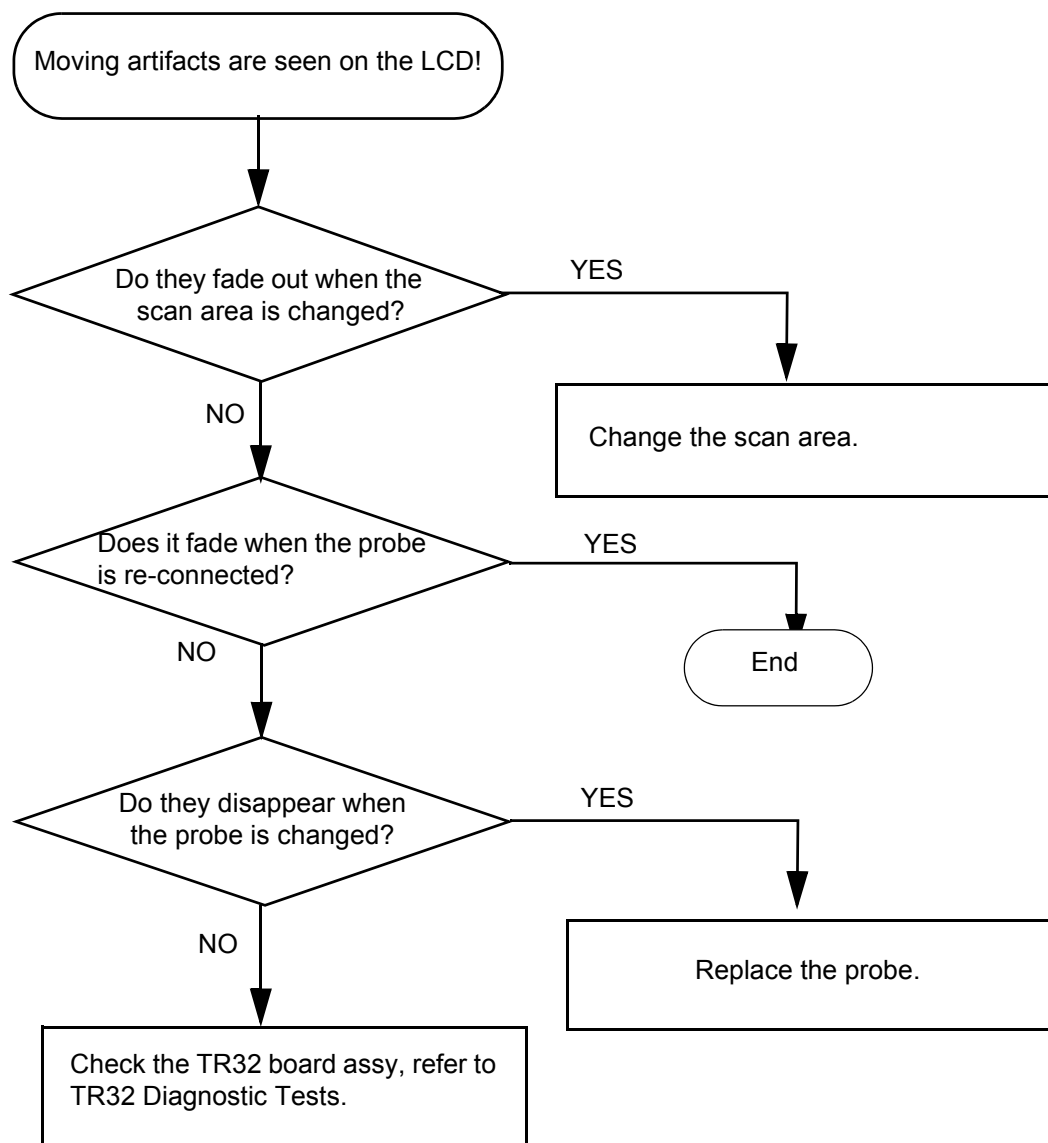 Moving artifacts are seen on the LCD!
Do they fade out when the
scan area is changed?
YES
NO
Change the scan area.
Does it fade when the probe
is re-connected?
YES
NO
End
Do they disappear when
the probe is changed?
YES
NO
Replace the probe.
Check the TR32 board assy, refer to
TR32 Diagnostic Tests.